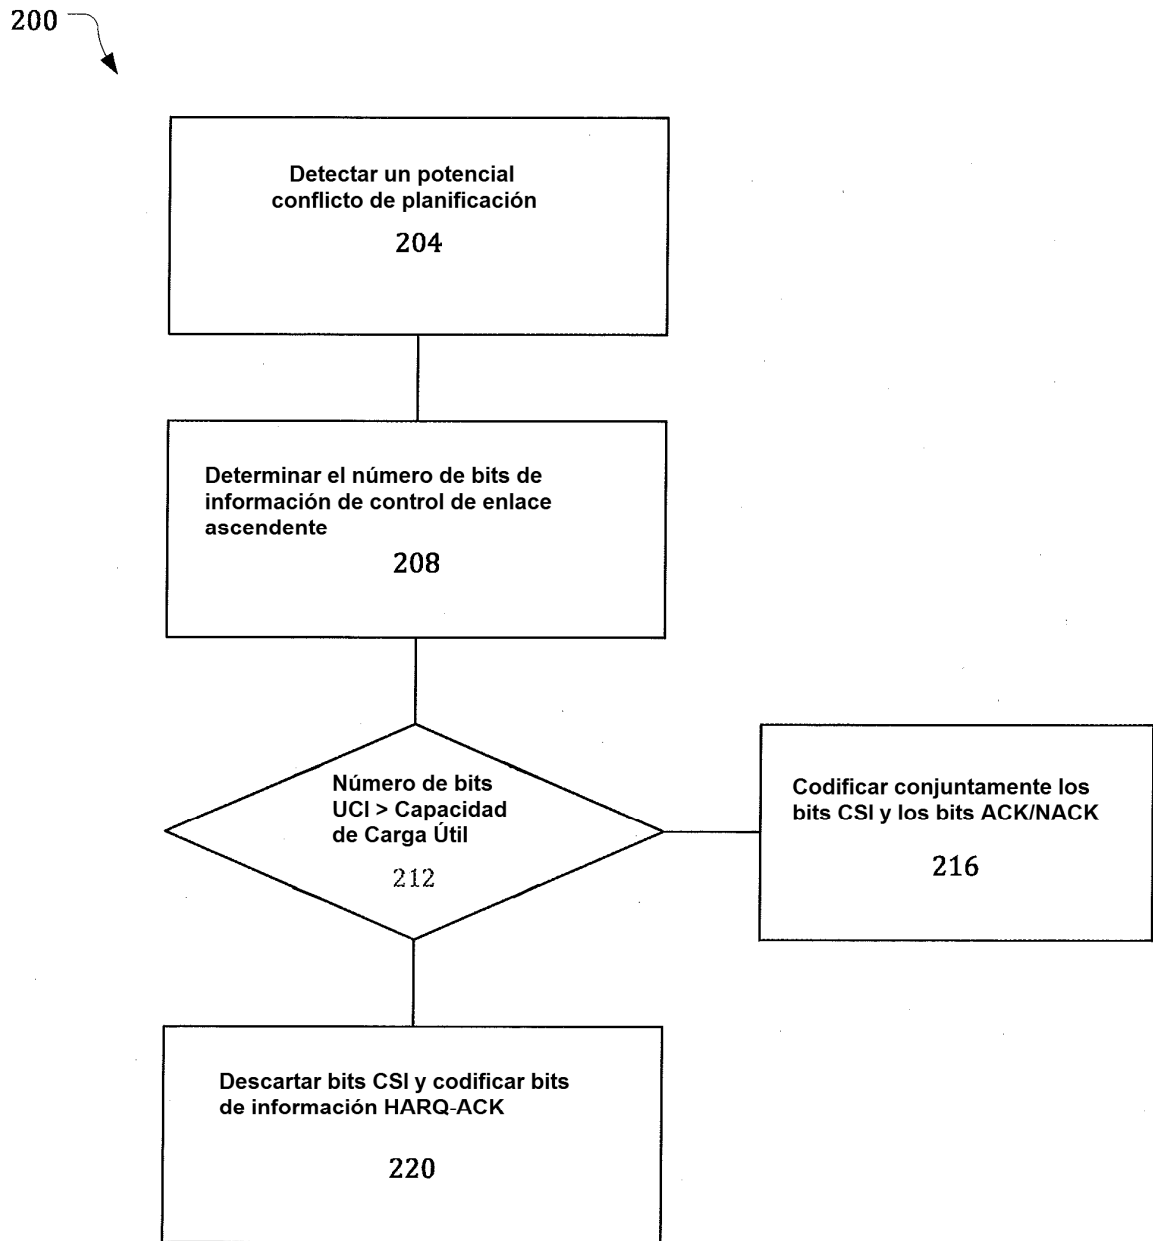 200
Detectar un potencial
conflicto de planificación
204
Determinar el número de bits de
información de control de enlace
ascendente
208
Número de bits
UCI > Capacidad
de Carga Útil
212
Codificar conjuntamente los
bits CSI y los bits ACK/NACK
216
Descartar bits CSI y codificar bits
de información HARQ-ACK
220